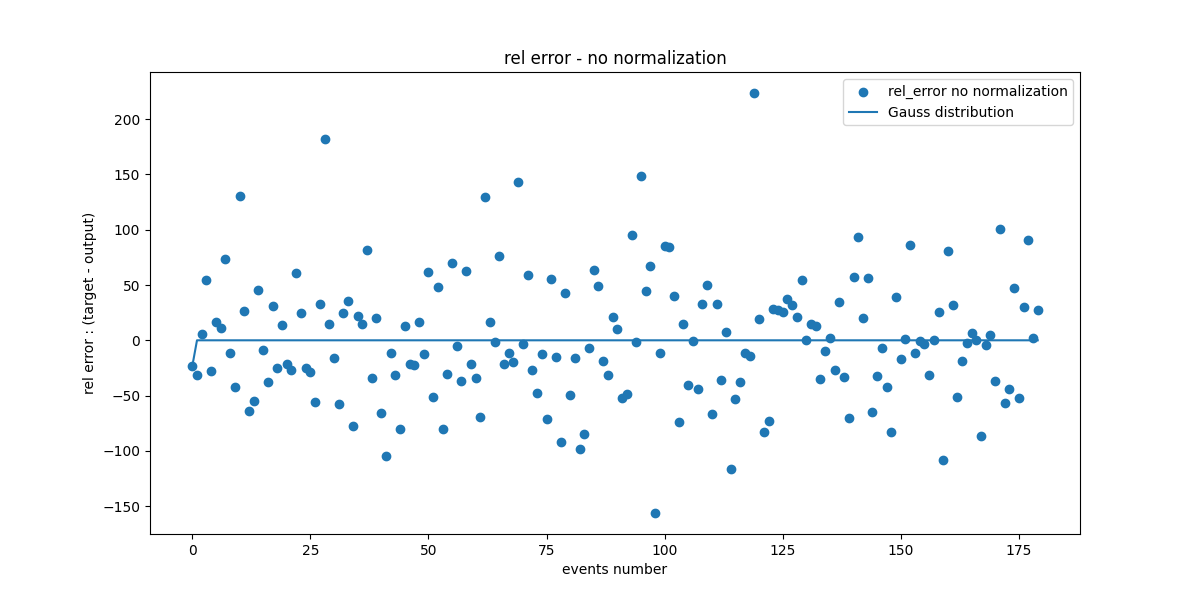 rel error - no normalization
rel_error no normalization
Gauss distribution
rel error : (target - output)
200
150
100
50
0
−50
−100
−150
0 25 50 75 100 125 150 175
events number